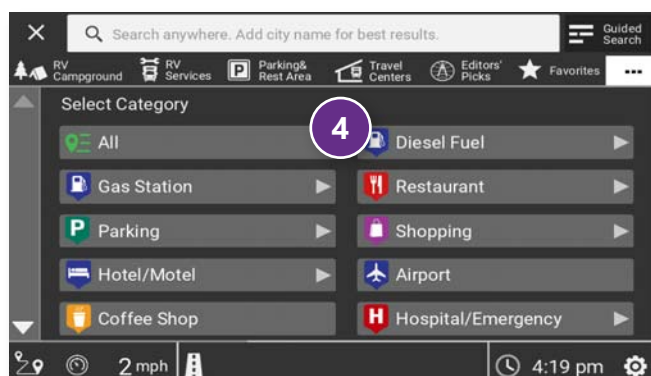 Search anywhere. Add city name for best results.
Guided
Search
RV
Campground
RV
Services
P
Parking&
Rest Area
Travel
Centers
Editors'
Picks
Favorites
Select Category
4
All
Diesel Fuel
Gas Station
Restaurant
P Parking
Shopping
Hotel/Motel
Airport
Coffee Shop
H Hospital/Emergency
2 mph
4:19 pm